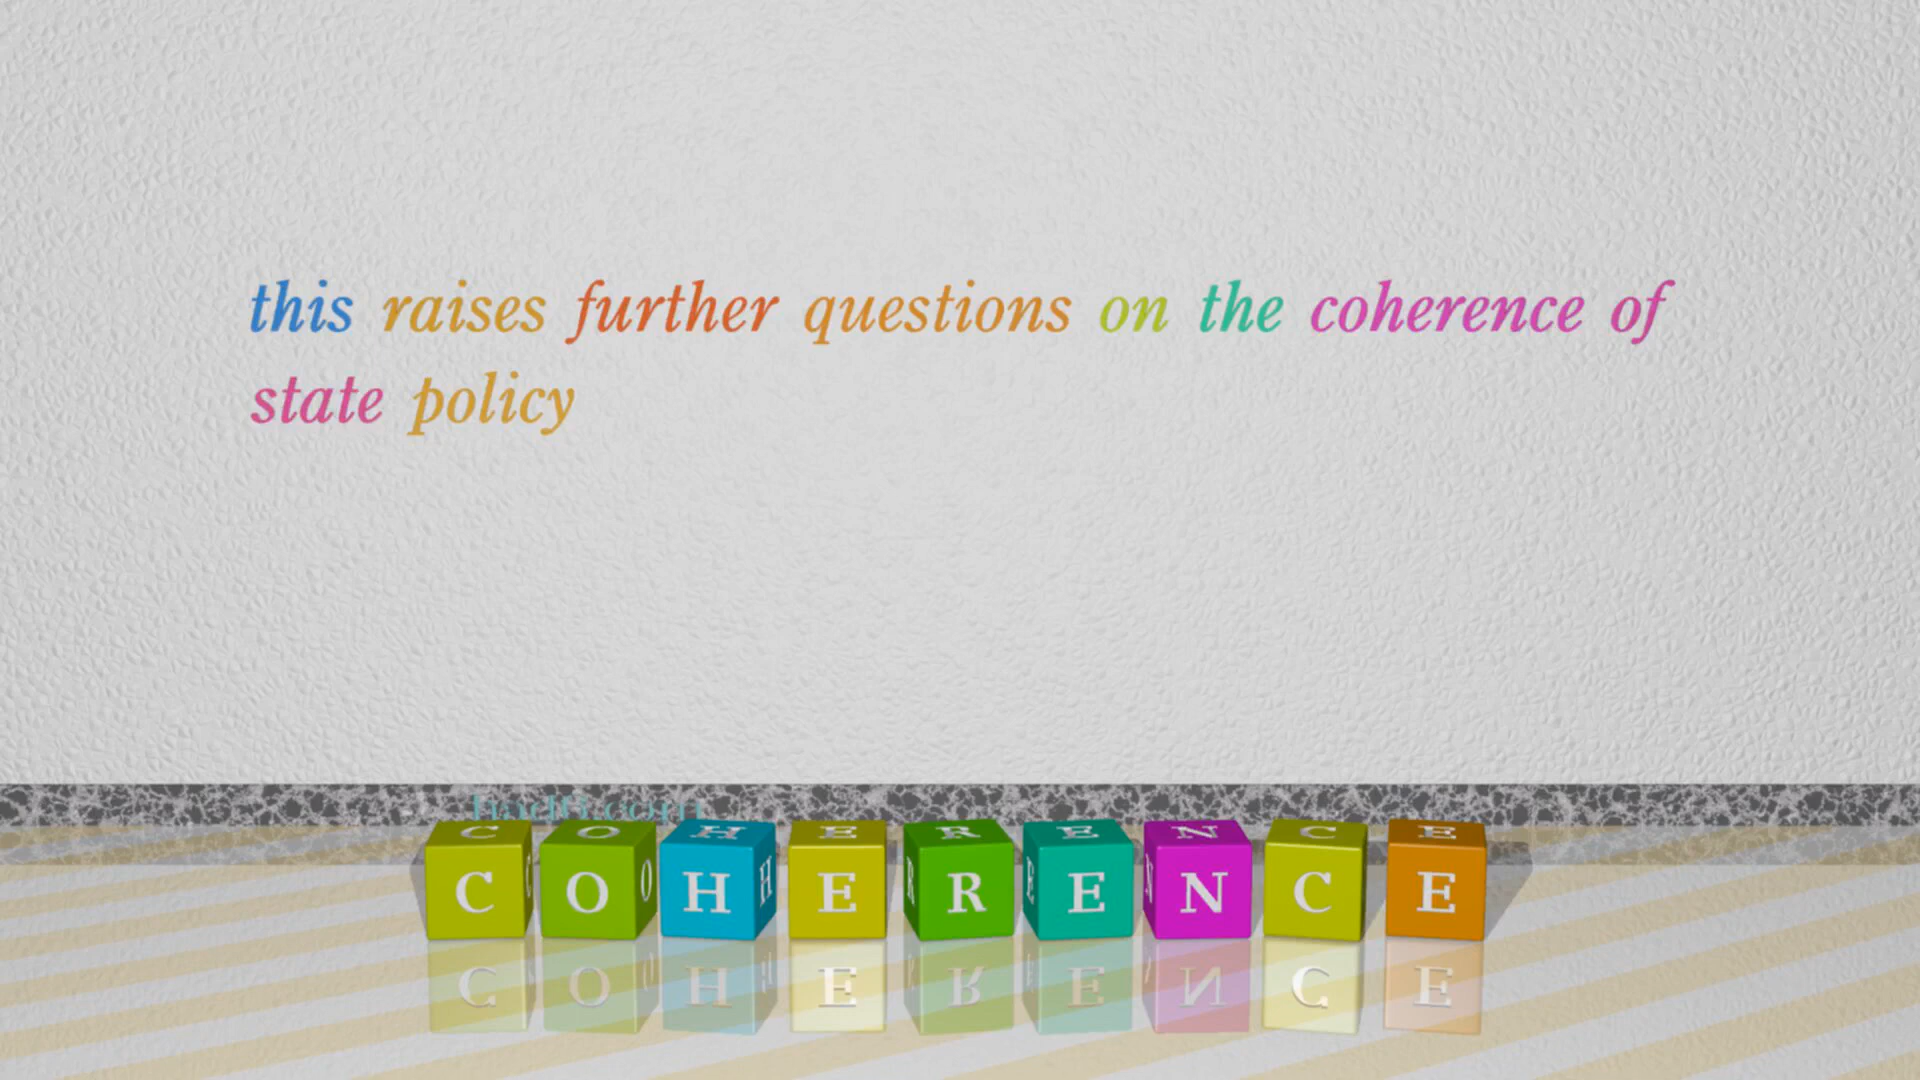 this raises further questions on the coherence of
state policy
COHERENCE